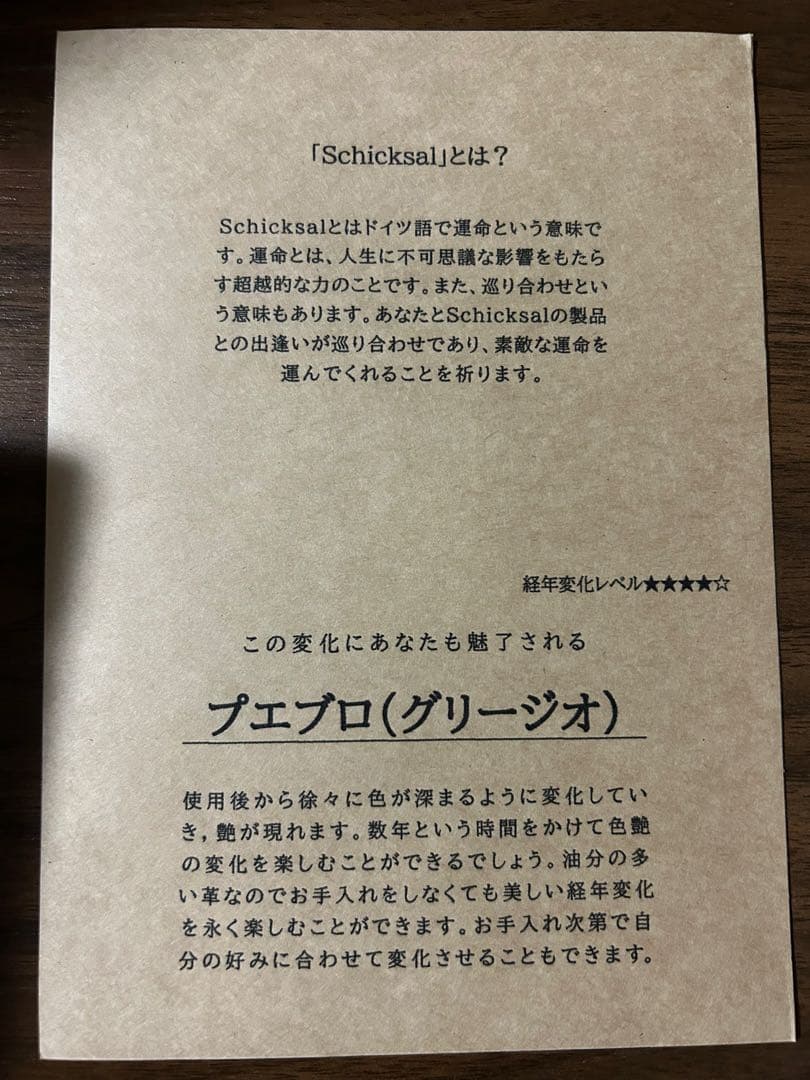 「Schicksal」とは？
Schicksalとはドイツ語で運命という意味で
す。運命とは、人生に不可思議な影響をもたら
す超越的な力のことです。また、巡り合わせとい
う意味もあります。あなたとSchicksalの製品
との出逢いが巡り合わせであり、素敵な運命を
運んでくれることを祈ります。
経年変化レベル★★★★☆
この変化にあなたも魅了される
プエブロ（グリージオ）
使用後から徐々に色が深まるように変化してい
き，艶が現れます。数年という時間をかけて色艶
の変化を楽しむことができるでしょう。油分の多
い革なのでお手入れをしなくても美しい経年変化
を永く楽しむことができます。お手入れ次第で自
分の好みに合わせて変化させることもできます。